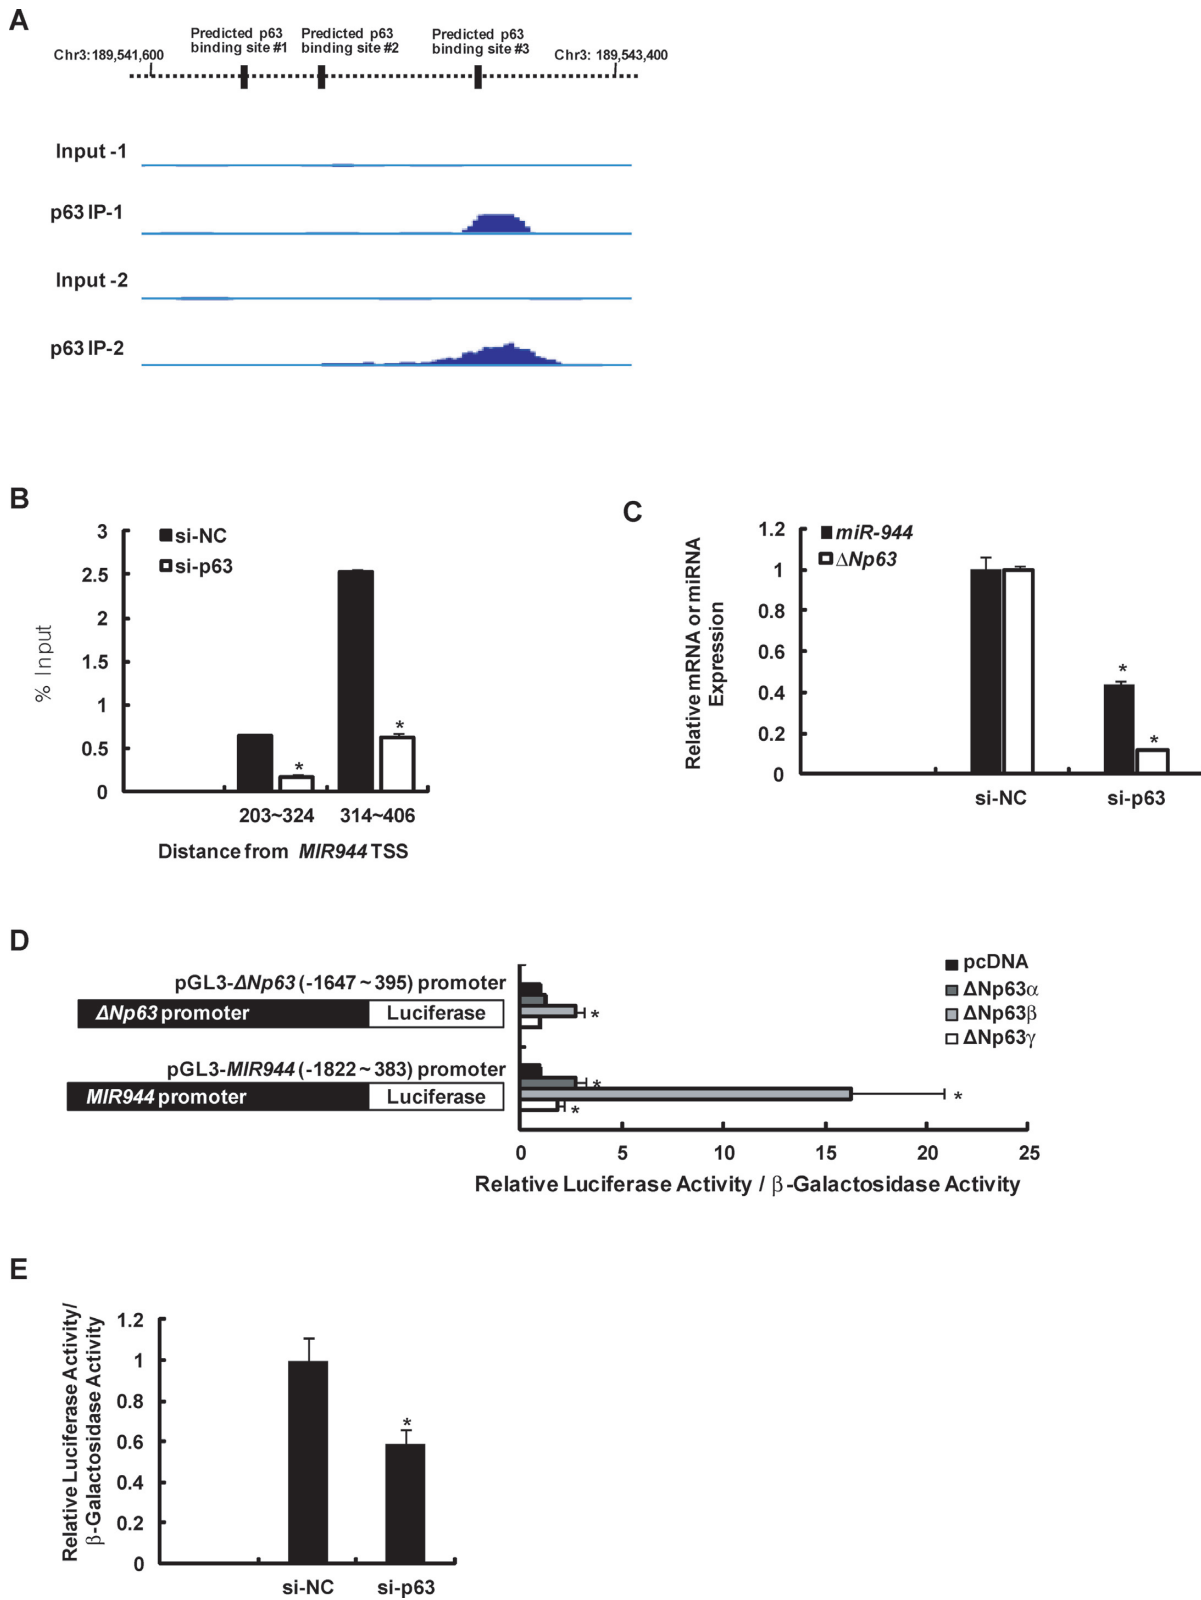 A
Predicted p63 binding site #1
Predicted p63 binding site #2
Predicted p63 binding site #3
Chr3:189,541,600
Chr3: 189,543,400
Input -1
p63 IP-1
Input -2
p63 IP-2
B
3
2.5
2
1.5
1
0.5
0
% Input
si-NC
si-p63
*
*
203~324
314~406
Distance from MIR944 TSS
C
Relative mRNA or miRNA
Expression
1.2
1
0.8
0.6
0.4
0.2
0
miR-944
ΔNp63
*
*
si-NC
si-p63
D
pGL3-ΔNp63 (-1647 ~ 395) promoter
ΔNp63 promoter
Luciferase
pGL3-MIR944 (-1822 ~ 383) promoter
MIR944 promoter
Luciferase
*
*
*
*
pcDNA
ΔNp63α
ΔNp63β
ΔNp63γ
0 5 10 15 20 25
Relative Luciferase Activity / β-Galactosidase Activity
E
Relative Luciferase Activity/
β-Galactosidase Activity
1.2
1
0.8
0.6
0.4
0.2
0
*
si-NC
si-p63